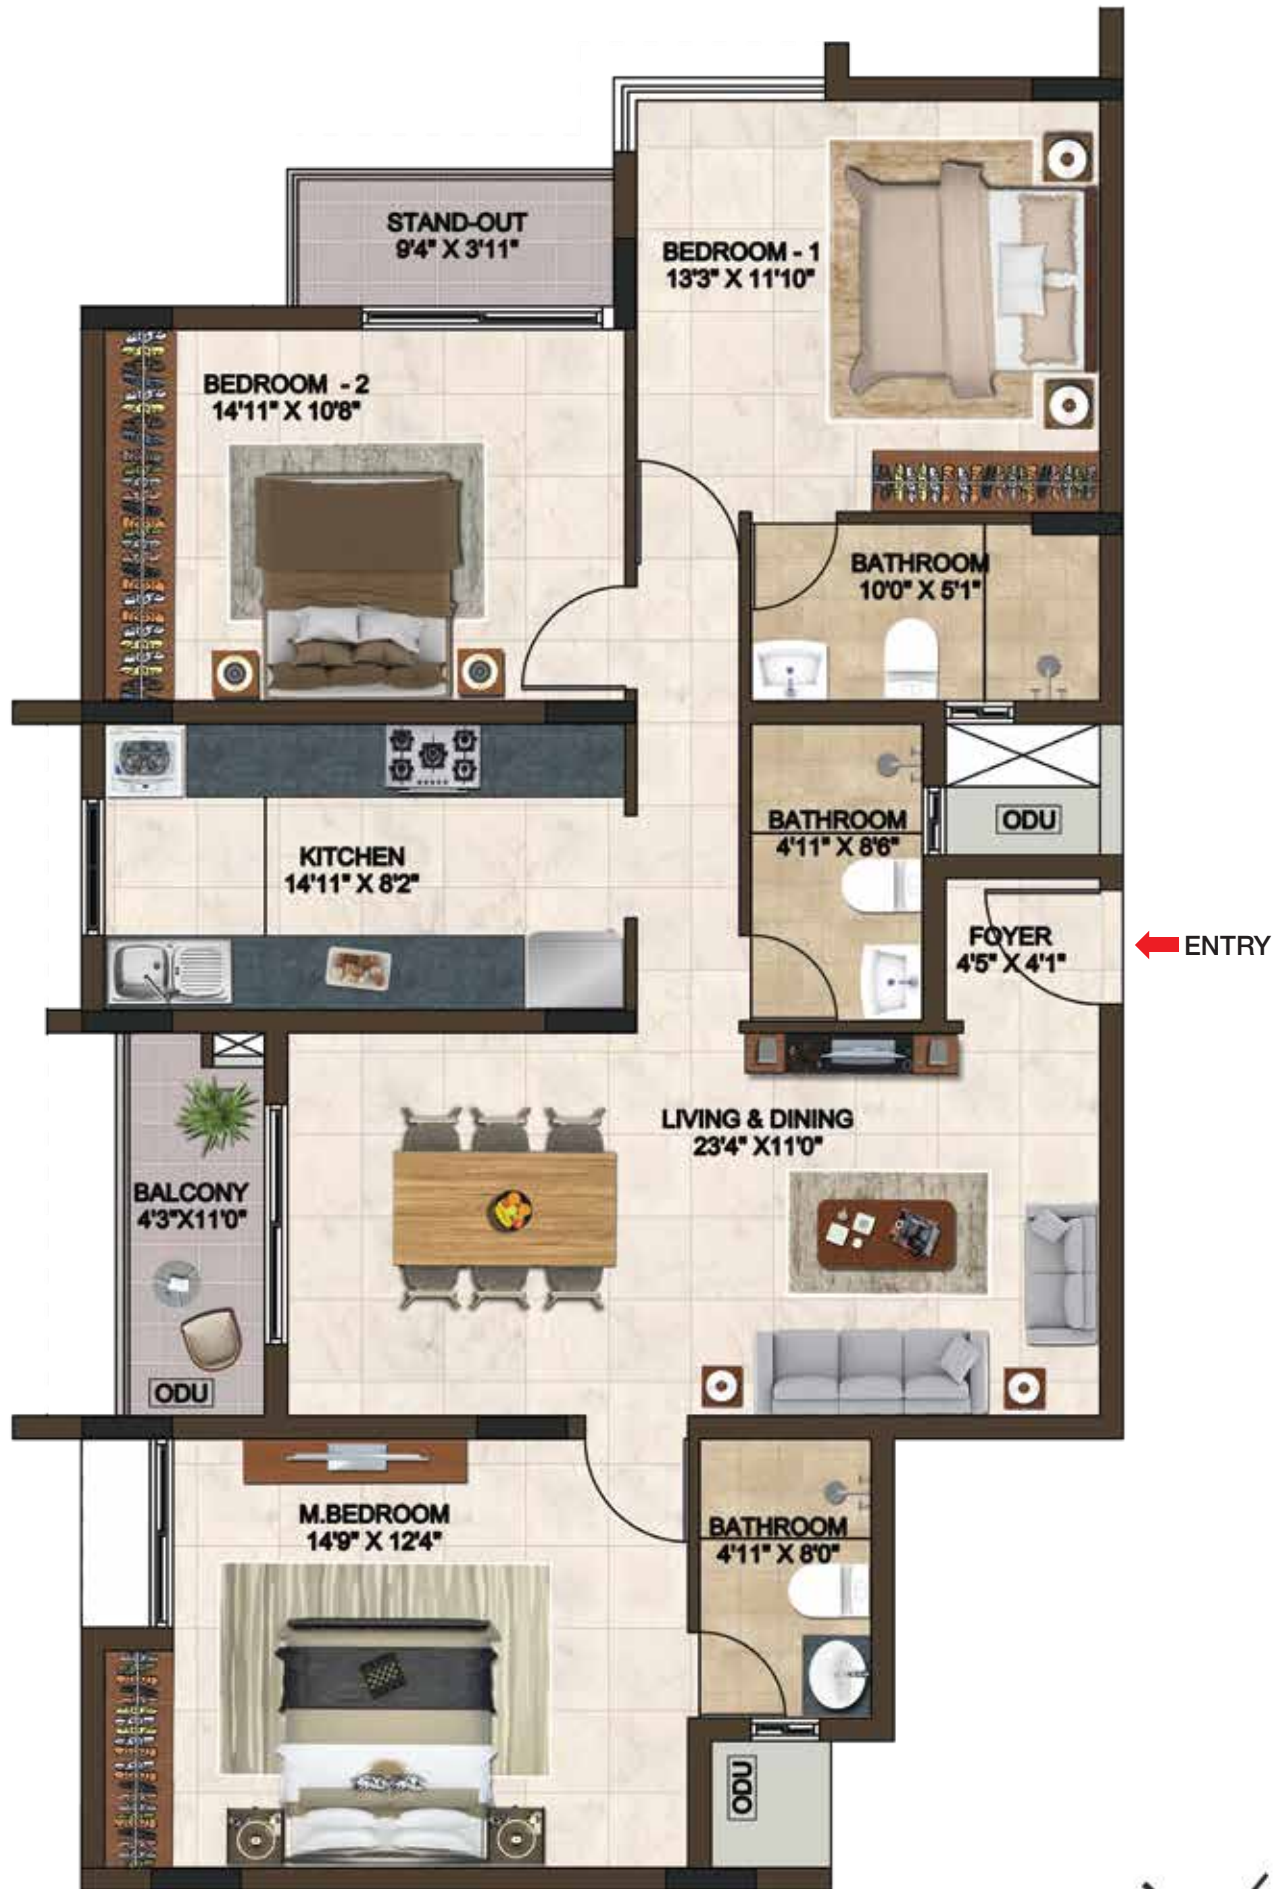 STAND-OUT
9'4" X 3'11"
BEDROOM - 1
13'3" X 11'10"
BEDROOM - 2
14'11" X 10'8"
BATHROOM
10'0" X 5'1"
BATHROOM
4'11" X 8'6"
ODU
KITCHEN
14'11" X 8'2"
FOYER
4'5" X 4'1"
ENTRY
LIVING & DINING
23'4" X11'0"
BALCONY
4'3"X11'0"
ODU
M.BEDROOM
14'9" X 12'4"
BATHROOM
4'11" X 8'0"
ODU